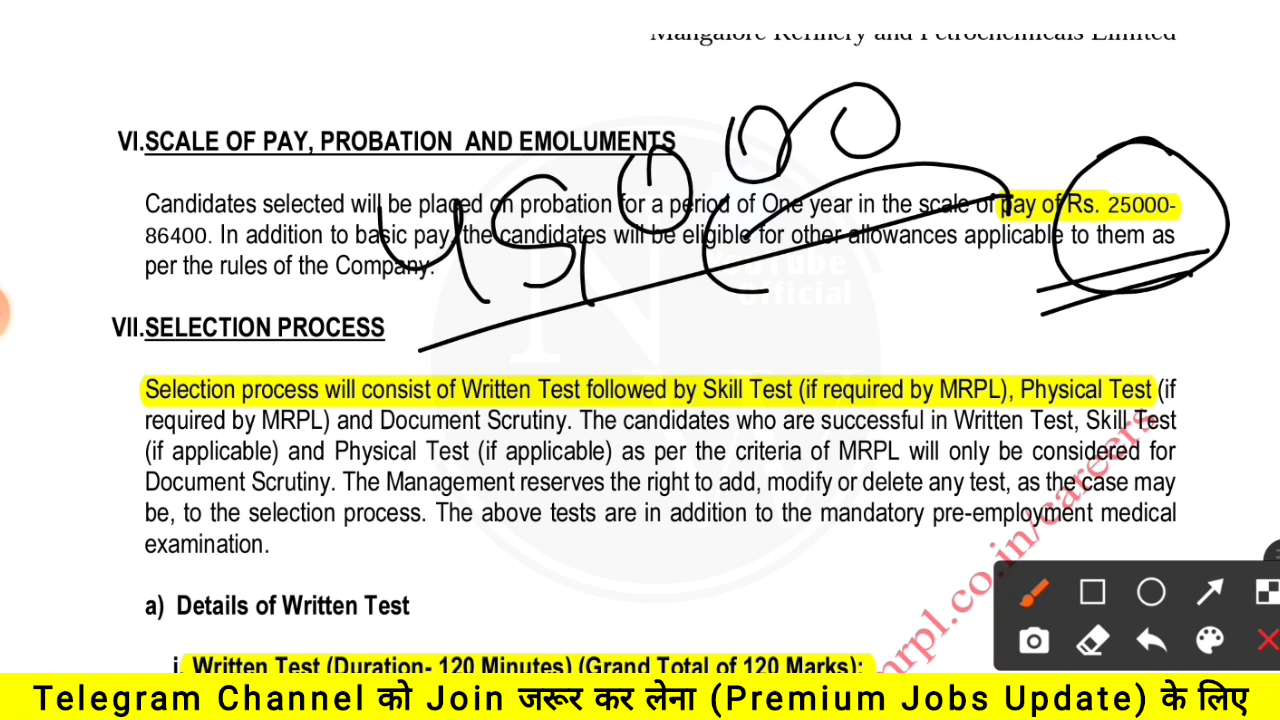 Mangalore Refinery and Petrochemicals Limited
VI.SCALE OF PAY, PROBATION AND EMOLUMENTS
Candidates selected will be placed on probation for a period of One year in the scale of pay of Rs. 25000-
86400. In addition to basic pay, the candidates will be eligible for other allowances applicable to them as
per the rules of the Company.
YouTube
Official
VII.SELECTION PROCESS
Selection process will consist of Written Test followed by Skill Test (if required by MRPL), Physical Test (if
required by MRPL) and Document Scrutiny. The candidates who are successful in Written Test, Skill Test
(if applicable) and Physical Test (if applicable) as per the criteria of MRPL will only be considered for
Document Scrutiny. The Management reserves the right to add, modify or delete any test, as the case may
be, to the selection process. The above tests are in addition to the mandatory pre-employment medical
examination.
mrpl.co.in/careers
a) Details of Written Test
i. Written Test (Duration- 120 Minutes) (Grand Total of 120 Marks):
Telegram Channel को Join जरूर कर लेना (Premium Jobs Update) के लिए